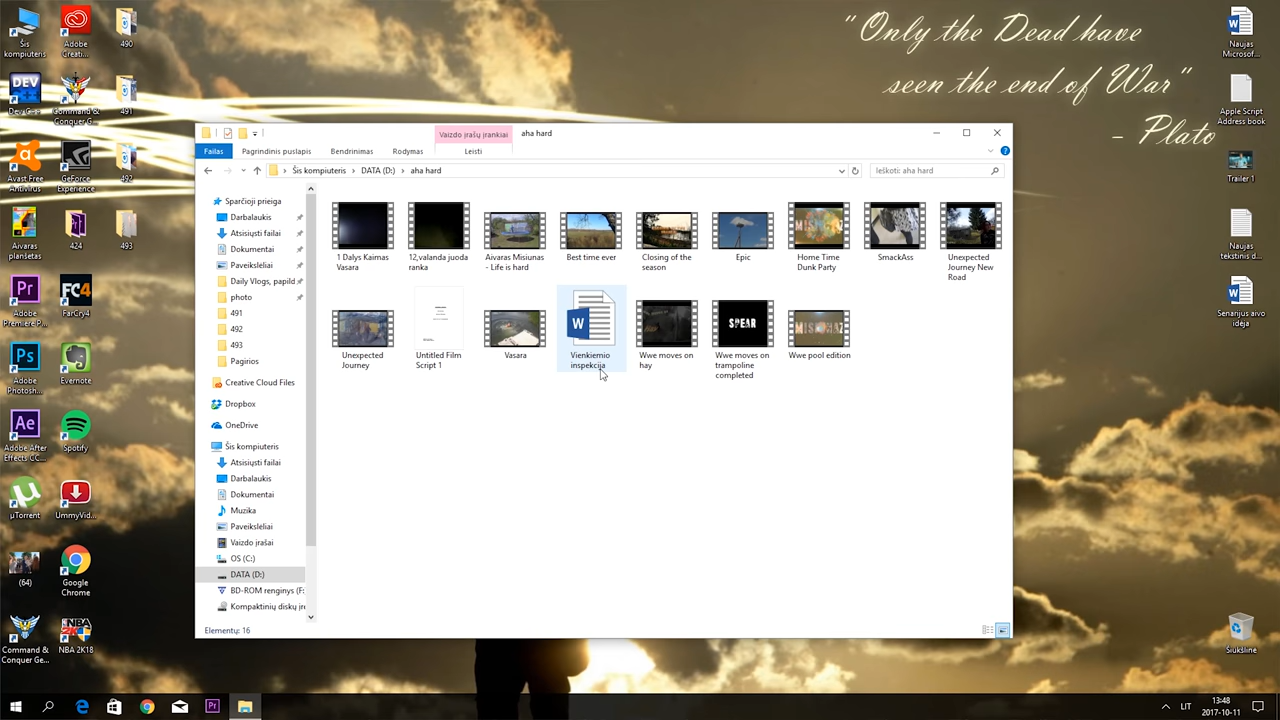 "Only the Dead have
seen the end of War"
- Plato
Šis
kompiuteris
Adobe
Creati...
490
Dev C++
Command &
Conquer G...
491
Avast Free
Antivirus
GeForce
Experience
492
Aivaras
planšetas
424
493
Adobe
Premiere P...
FarCry4
Adobe
Photosh...
Evernote
Adobe After
Effects CC...
Spotify
µTorrent
UmmyVid...
(64)
Google
Chrome
Command &
Conquer Ge...
NBA 2K18
Naujas
Microsof...
Apple Script
Address book
Trailer 1
Naujas
tekstinis d...
Senarijus arvo
idėja
Šiukšlinė
Vaizdo įrašų įrankiai
aha hard
Failas
Pagrindinis puslapis
Bendrinimas
Rodymas
Leisti
Šis kompiuteris
DATA (D:)
aha hard
Ieškoti: aha hard
Sparčioji prieiga
Darbalaukis
Atsisiųsti failai
Dokumentai
Paveikslėliai
Daily Vlogs, papild
photo
491
492
493
Pagirios
Creative Cloud Files
Dropbox
OneDrive
Šis kompiuteris
Atsisiųsti failai
Darbalaukis
Dokumentai
Muzika
Paveikslėliai
Vaizdo įrašai
OS (C:)
DATA (D:)
BD-ROM renginys (F:
Kompaktinių diskų įre
1 Dalys Kaimas
Vasara
12,valanda juoda
ranka
Aivaras Misiunas
- Life is hard
Best time ever
Closing of the
season
Epic
Home Time
Dunk Party
SmackAss
Unexpected
Journey New
Road
Unexpected
Journey
Untitled Film
Script 1
Vasara
Vienkiemio
inspekcija
Wwe moves on
hay
SPEAR
Wwe moves on
trampoline
completed
Wwe pool edition
Elementų: 16
LIT
13:48
2017-10-11